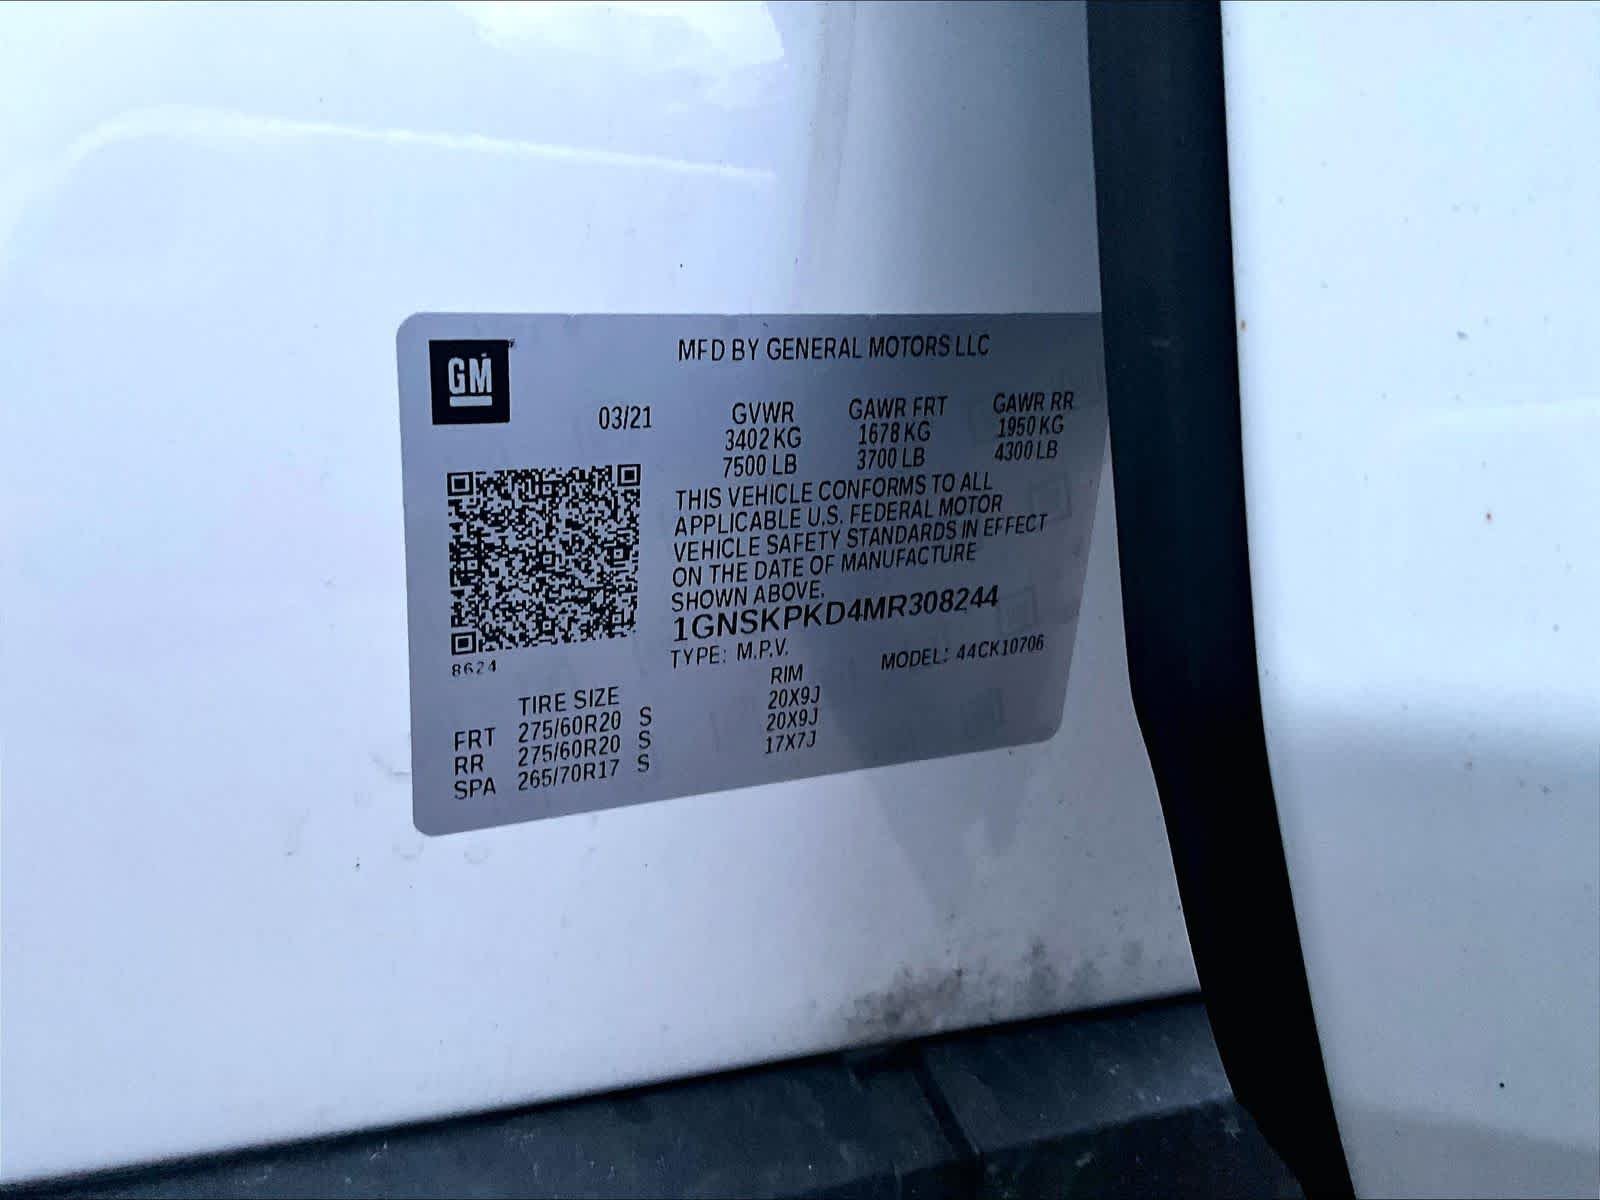 GM
MFD BY GENERAL MOTORS LLC
03/21 GVWR GAWR FRT GAWR RR
3402 KG 1678 KG 1950 KG
7500 LB 3700 LB 4300 LB
THIS VEHICLE CONFORMS TO ALL
APPLICABLE U.S. FEDERAL MOTOR
VEHICLE SAFETY STANDARDS IN EFFECT
ON THE DATE OF MANUFACTURE
SHOWN ABOVE.
1GNSKPKD4MR308244
8624
TYPE: M.P.V. MODEL: 44CK10706
TIRE SIZE RIM
FRT 275/60R20 S 20X9J
RR 275/60R20 S 20X9J
SPA 265/70R17 S 17X7J